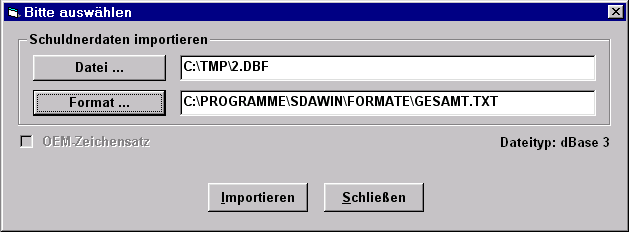 Bitte auswählen
Schuldnerdaten importieren
Datei ... C:\TMP\2.DBF
Format ... C:\PROGRAMME\SDAWIN\FORMATE\GESAMT.TXT
OEM-Zeichensatz Dateityp: dBase 3
Importieren Schließen